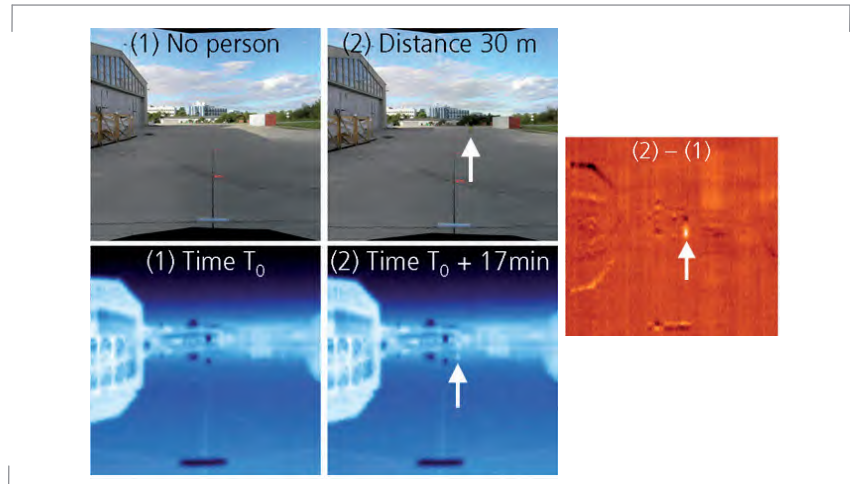 (1) No person
(2) Distance 30 m
(2) – (1)
(1) Time T₀
(2) Time T₀ + 17min